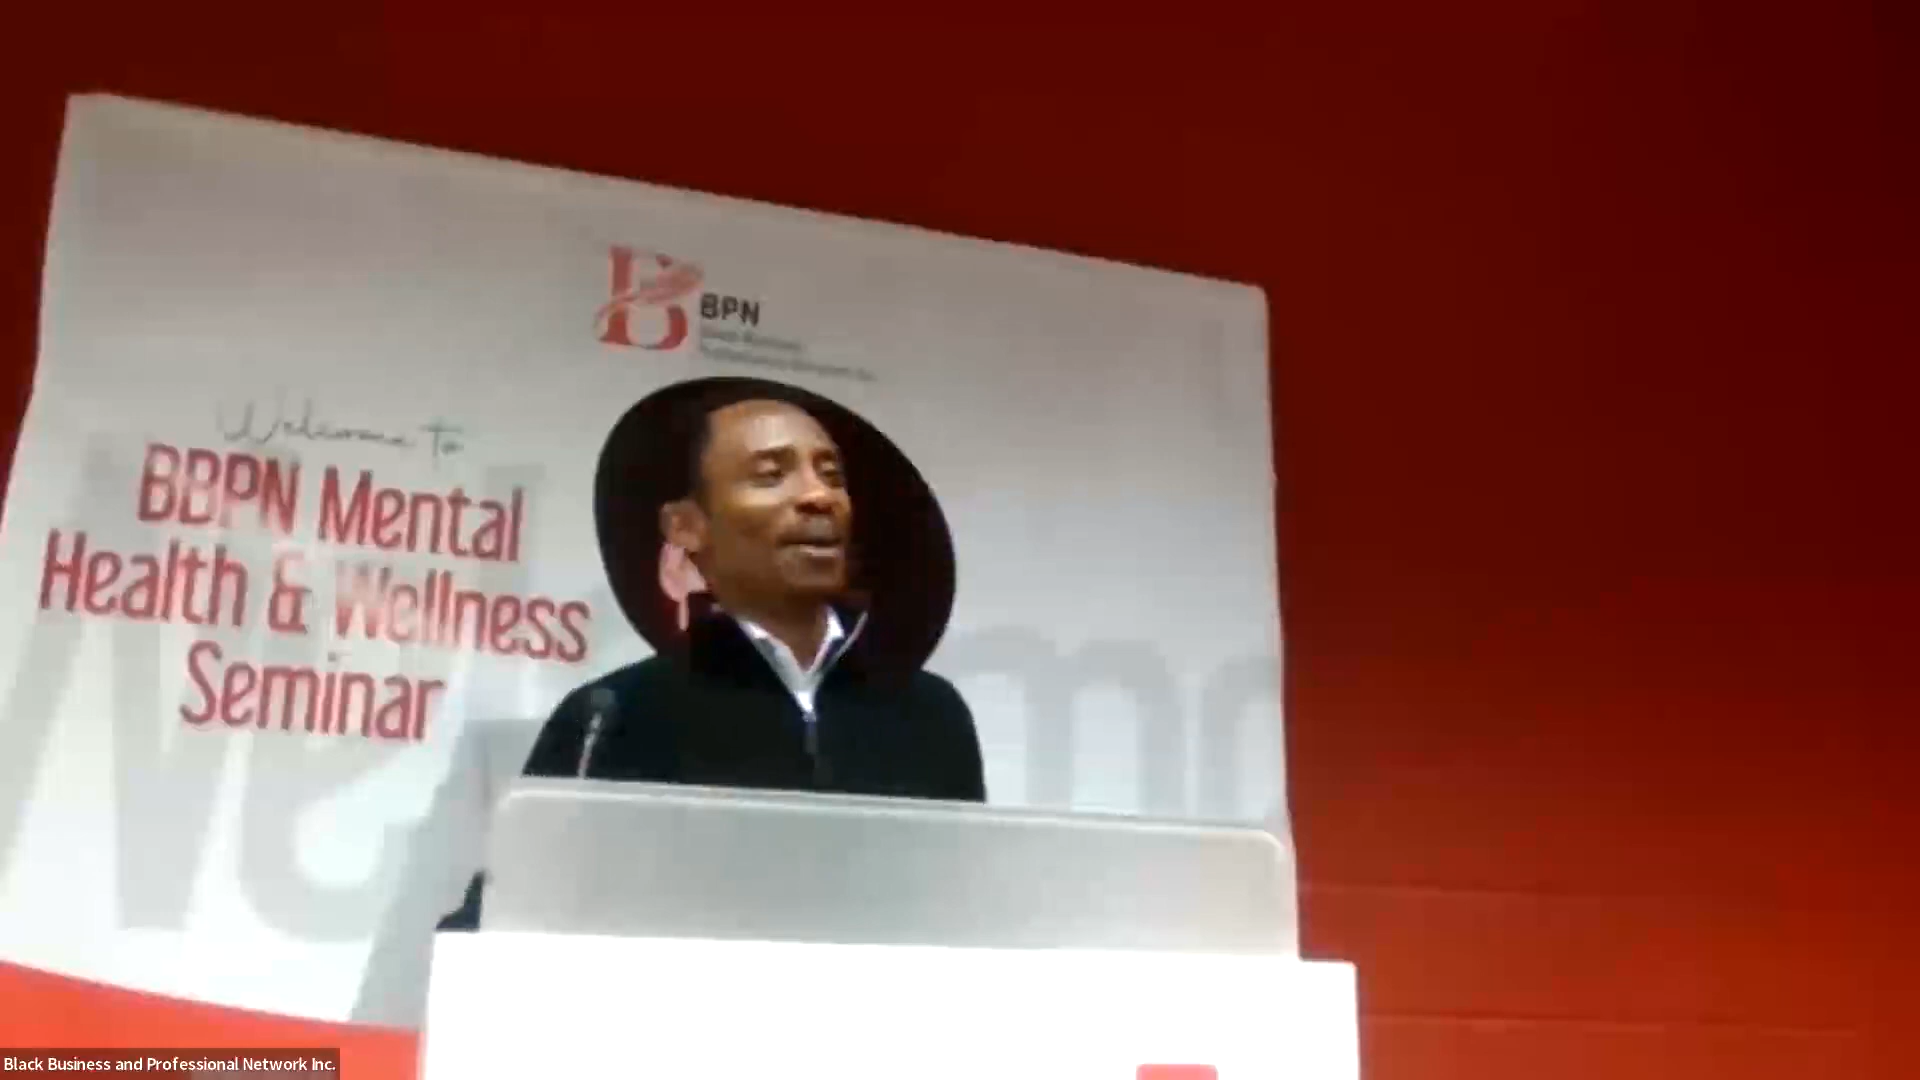 BPN
Welcome to
BBPN Mental
Health & Wellness
Seminar
Black Business and Professional Network Inc.